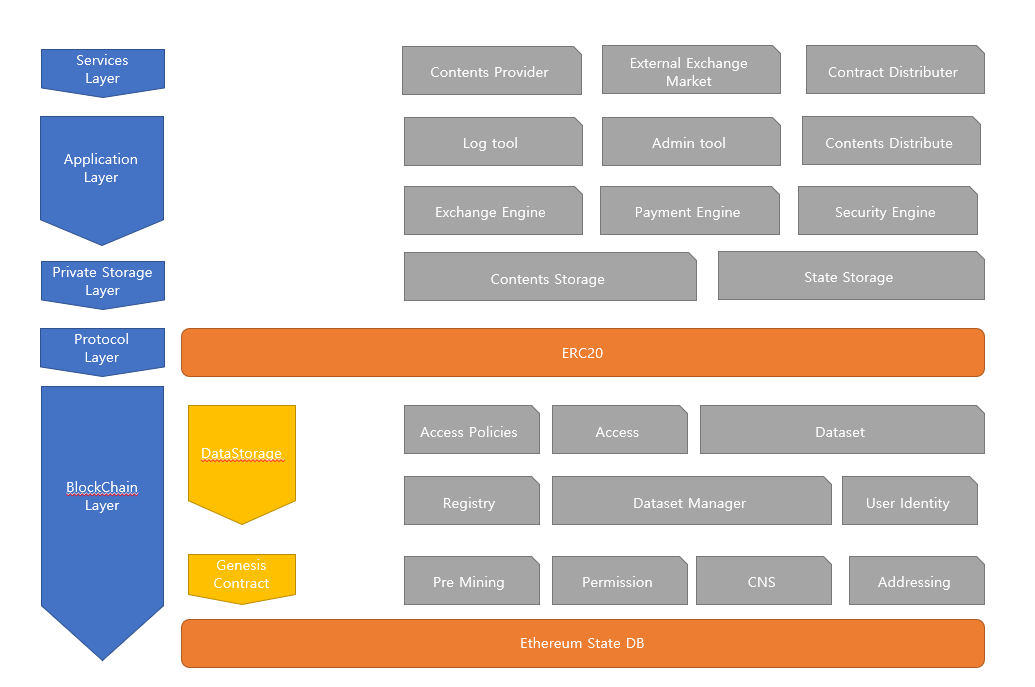 Services
Layer
Contents Provider
External Exchange
Market
Contract Distributer
Application
Layer
Log tool
Admin tool
Contents Distribute
Exchange Engine
Payment Engine
Security Engine
Private Storage
Layer
Contents Storage
State Storage
Protocol
Layer
ERC20
BlockChain
Layer
DataStorage
Access Policies
Access
Dataset
Registry
Dataset Manager
User Identity
Genesis
Contract
Pre Mining
Permission
CNS
Addressing
Ethereum State DB